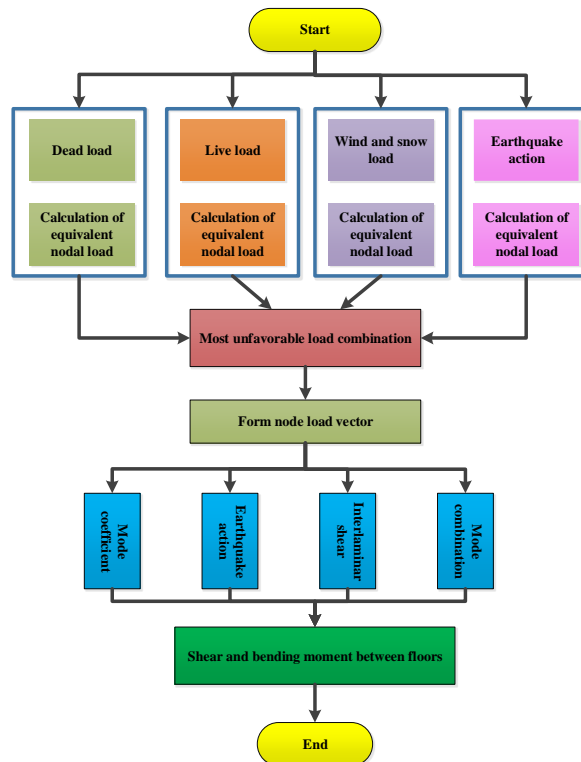 Start
Dead load
Live load
Wind and snow
load
Earthquake
action
Calculation of
equivalent
nodal load
Calculation of
equivalent
nodal load
Calculation of
equivalent
nodal load
Calculation of
equivalent
nodal load
Most unfavorable load combination
Form node load vector
Mode
coefficient
Earthquake
action
Interlaminar
shear
Mode
combination
Shear and bending moment between floors
End